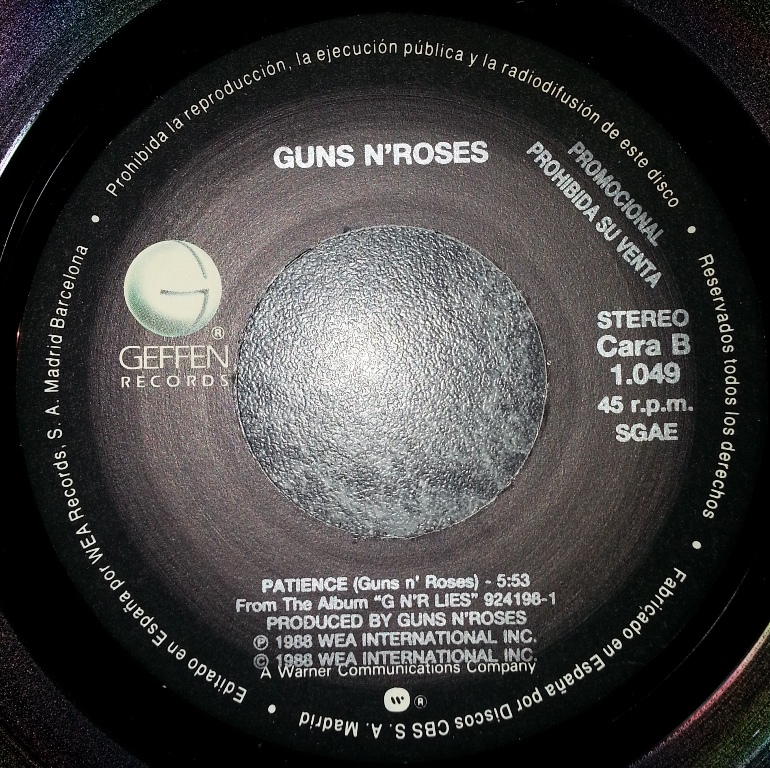 Prohibida la reproducción, la ejecución pública y la radiodifusión de este disco • Reservados todos los derechos • Fabricado en España por Discos CBS S. A. Madrid • Editado en España por WEA Records, S. A. Madrid Barcelona •
GUNS N'ROSES
PROMOCIONAL
PROHIBIDA SU VENTA
GEFFEN ®
RECORDS
STEREO
Cara B
1.049
45 r.p.m.
SGAE
PATIENCE (Guns n' Roses) - 5:53
From The Album "G N'R LIES" 924198-1
PRODUCED BY GUNS N'ROSES
℗ 1988 WEA INTERNATIONAL INC.
© 1988 WEA INTERNATIONAL INC.
A Warner Communications Company
®